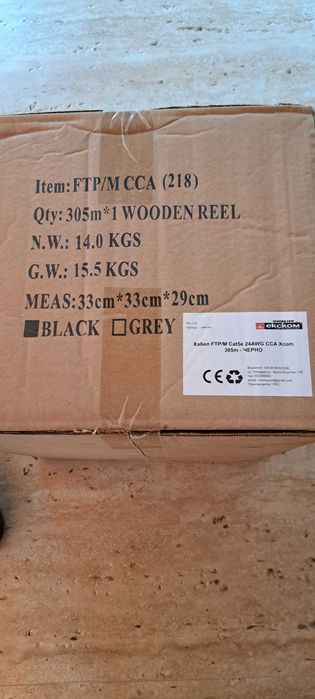 Item:FTP/M CCA (218)
Qty: 305m*1 WOODEN REEL
N.W.: 14.0 KGS
G.W.: 15.5 KGS
MEAS:33cm*33cm*29cm
BLACK GREY
екском
Кабел FTP/M Cat5e 24AWG CCA Xcom
305m - ЧЕРНО
CE